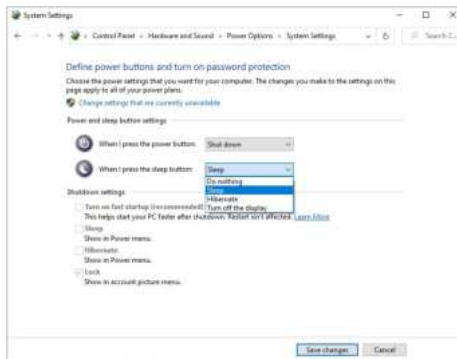 System Settings
Control Panel › Hardware and Sound › Power Options › System Settings
Search C...
Define power buttons and turn on password protection
Choose the power settings that you want for your computer. The changes you make to the settings on this
page apply to all of your power plans.
Change settings that are currently unavailable
Power and sleep button settings
When I press the power button: Shut down
When I press the sleep button: Sleep
Do nothing
Sleep
Hibernate
Turn off the display
Shutdown settings
Turn on fast startup (recommended)
This helps start your PC faster after shutdown. Restart isn't affected. Learn More
Sleep
Show in Power menu.
Hibernate
Show in Power menu.
Lock
Show in account picture menu.
Save changes Cancel